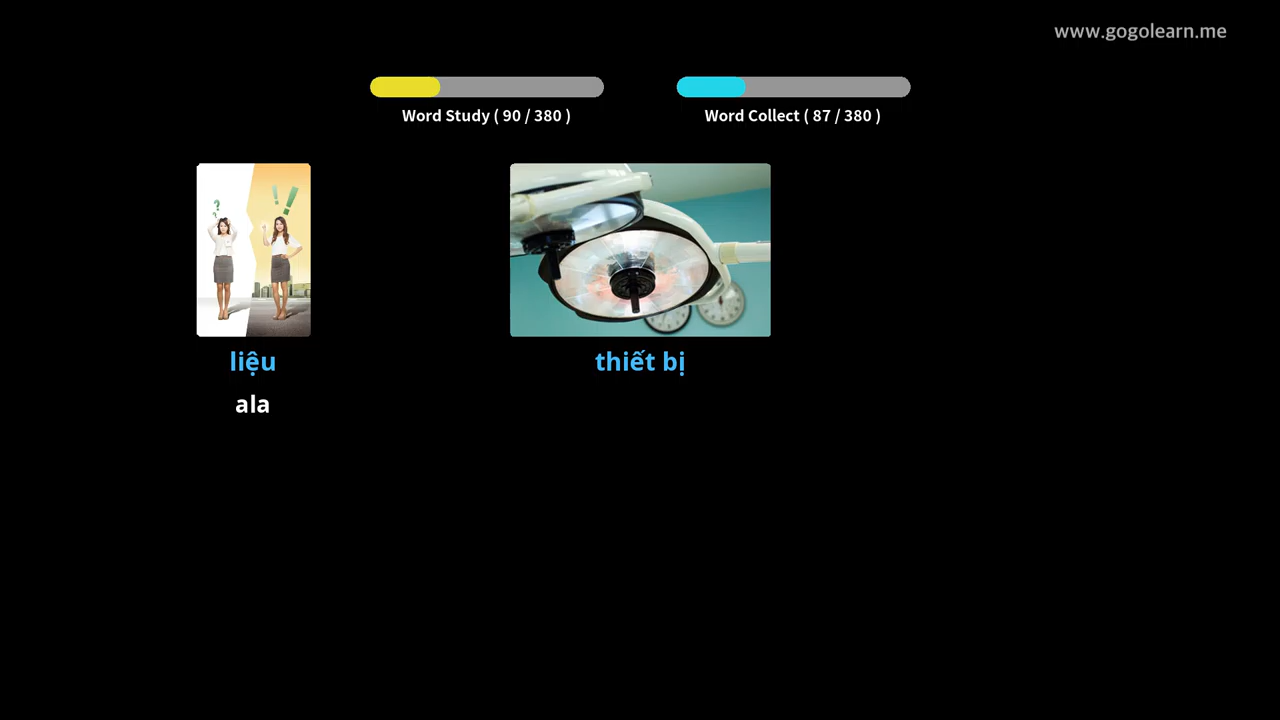 www.gogolearn.me
Word Study ( 90 / 380 )
Word Collect ( 87 / 380 )
liệu
thiết bị
ala